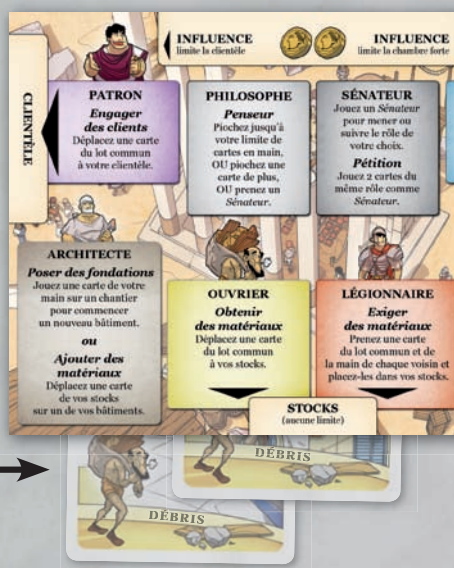 INFLUENCE
limite la clientèle
INFLUENCE
limite la chambre forte
CLIENTÈLE
PATRON
Engager
des clients
Déplacez une carte
du lot commun
à votre clientèle.
PHILOSOPHE
Penseur
Piochez jusqu'à
votre limite de
cartes en main,
OU piochez une
carte de plus,
OU prenez un
Sénateur.
SÉNATEUR
Jouez un Sénateur
pour mener ou
suivre le rôle de
votre choix.
Pétition
Jouez 2 cartes du
même rôle comme
Sénateur.
ARCHITECTE
Poser des fondations
Jouez une carte de votre
main sur un chantier
pour commencer
un nouveau bâtiment.
ou
Ajouter des
matériaux
Déplacez une carte
de vos stocks
sur un de vos bâtiments.
OUVRIER
Obtenir
des matériaux
Déplacez une carte
du lot commun
à vos stocks.
LÉGIONNAIRE
Exiger
des matériaux
Prenez une carte
du lot commun et de
la main de chaque voisin et
placez-les dans vos stocks.
STOCKS
(aucune limite)
DÉBRIS
DÉBRIS